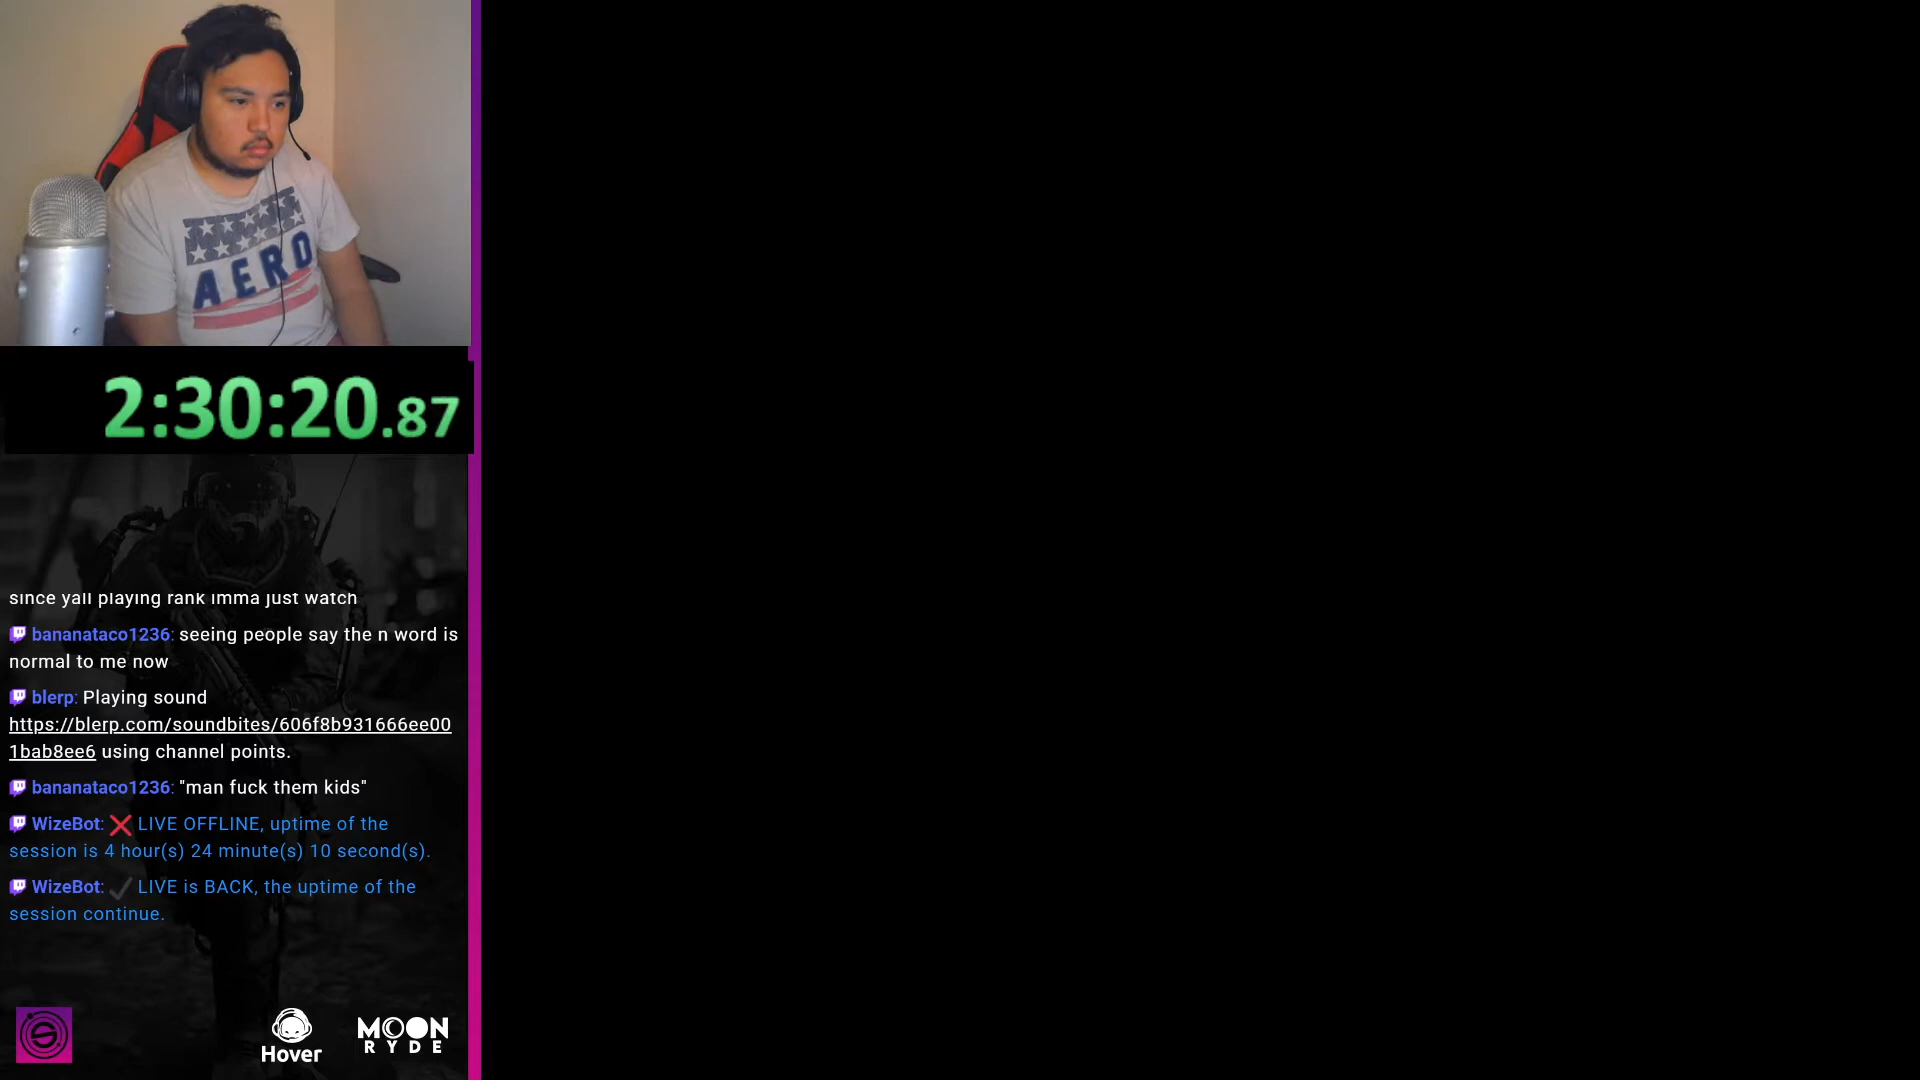 AERO
2:30:20.87
since yall playing rank imma just watch
bananataco1236: seeing people say the n word is
normal to me now
blerp: Playing sound
https://blerp.com/soundbites/606f8b931666ee00
1bab8ee6 using channel points.
bananataco1236: "man fuck them kids"
WizeBot: ❌ LIVE OFFLINE, uptime of the
session is 4 hour(s) 24 minute(s) 10 second(s).
WizeBot: ✓ LIVE is BACK, the uptime of the
session continue.
Hover
MOON
RYDE